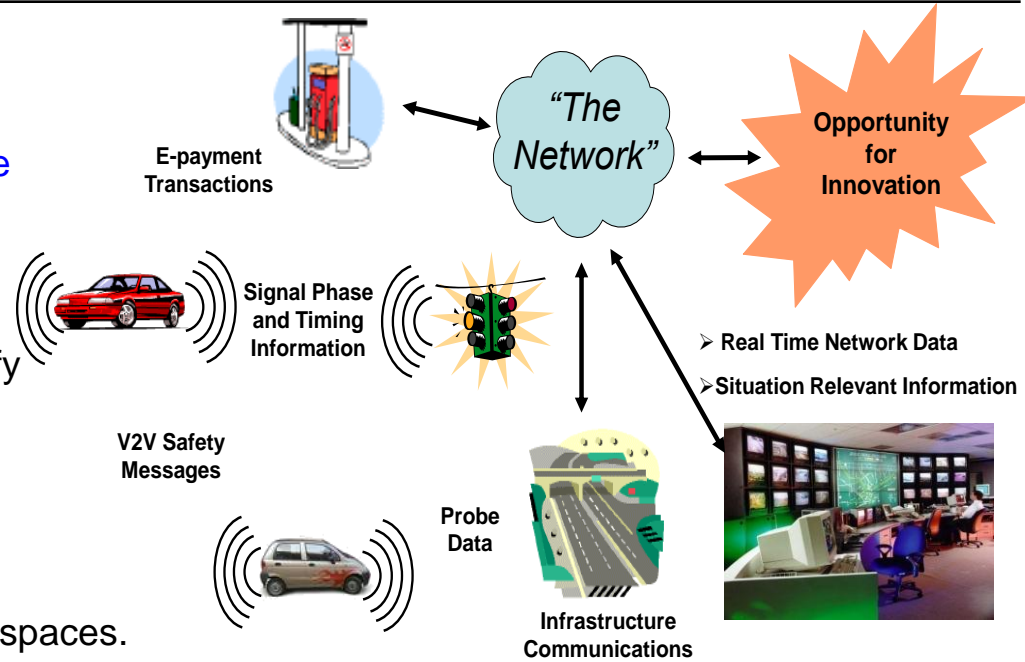 E-payment
Transactions
"The
Network"
Opportunity
for
Innovation
e
Signal Phase
and Timing
Information
fy
➢ Real Time Network Data
➢Situation Relevant Information
V2V Safety
Messages
Probe
Data
Infrastructure
Communications
spaces.